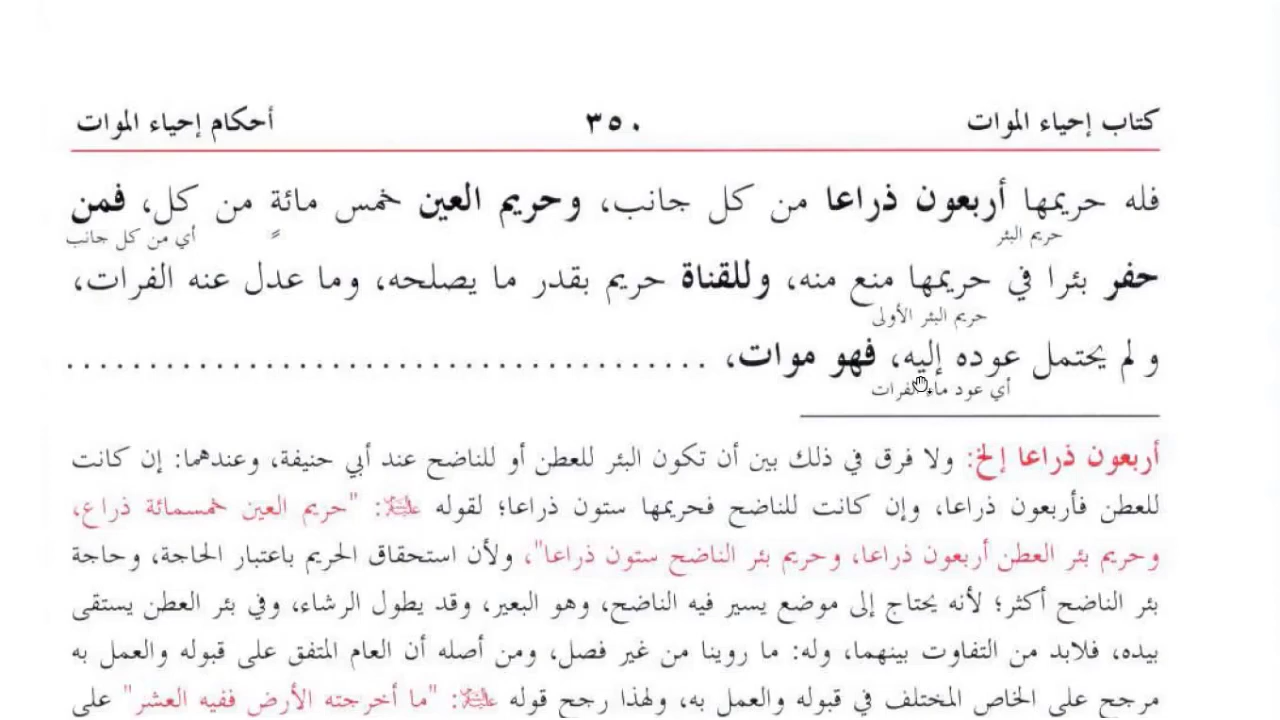 كتاب إحياء الموات ٣٥٠ أحكام إحياء الموات
فله حريمها أربعون ذراعا من كل جانب، وحريم العين خمس مائةٍ من كل، فمن
حريم البئر أي من كل جانب
حفر بئرا في حريمها منع منه، وللقناة حريم بقدر ما يصلحه، وما عدل عنه الفرات،
حريم البئر الأولى
و لم يحتمل عوده إليه، فهو موات، ........................................
أي عود ماء الفرات
أربعون ذراعا إلخ: ولا فرق في ذلك بين أن تكون البئر للعطن أو للناضح عند أبي حنيفة، وعندهما: إن كانت
للعطن فأربعون ذراعا، وإن كانت للناضح فحريمها ستون ذراعا؛ لقوله عليه السلام: "حريم العين خمسمائة ذراع،
وحريم بئر العطن أربعون ذراعا، وحريم بئر الناضح ستون ذراعا"، ولأن استحقاق الحريم باعتبار الحاجة، وحاجة
بئر الناضح أكثر؛ لأنه يحتاج إلى موضع يسير فيه الناضح، وهو البعير، وقد يطول الرشاء، وفي بئر العطن يستقى
بيده، فلابد من التفاوت بينهما، وله: ما روينا من غير فصل، ومن أصله أن العام المتفق على قبوله والعمل به
مرجح على الخاص المختلف في قبوله والعمل به، ولهذا رجح قوله عليه السلام: "ما أخرجته الأرض ففيه العشر" على